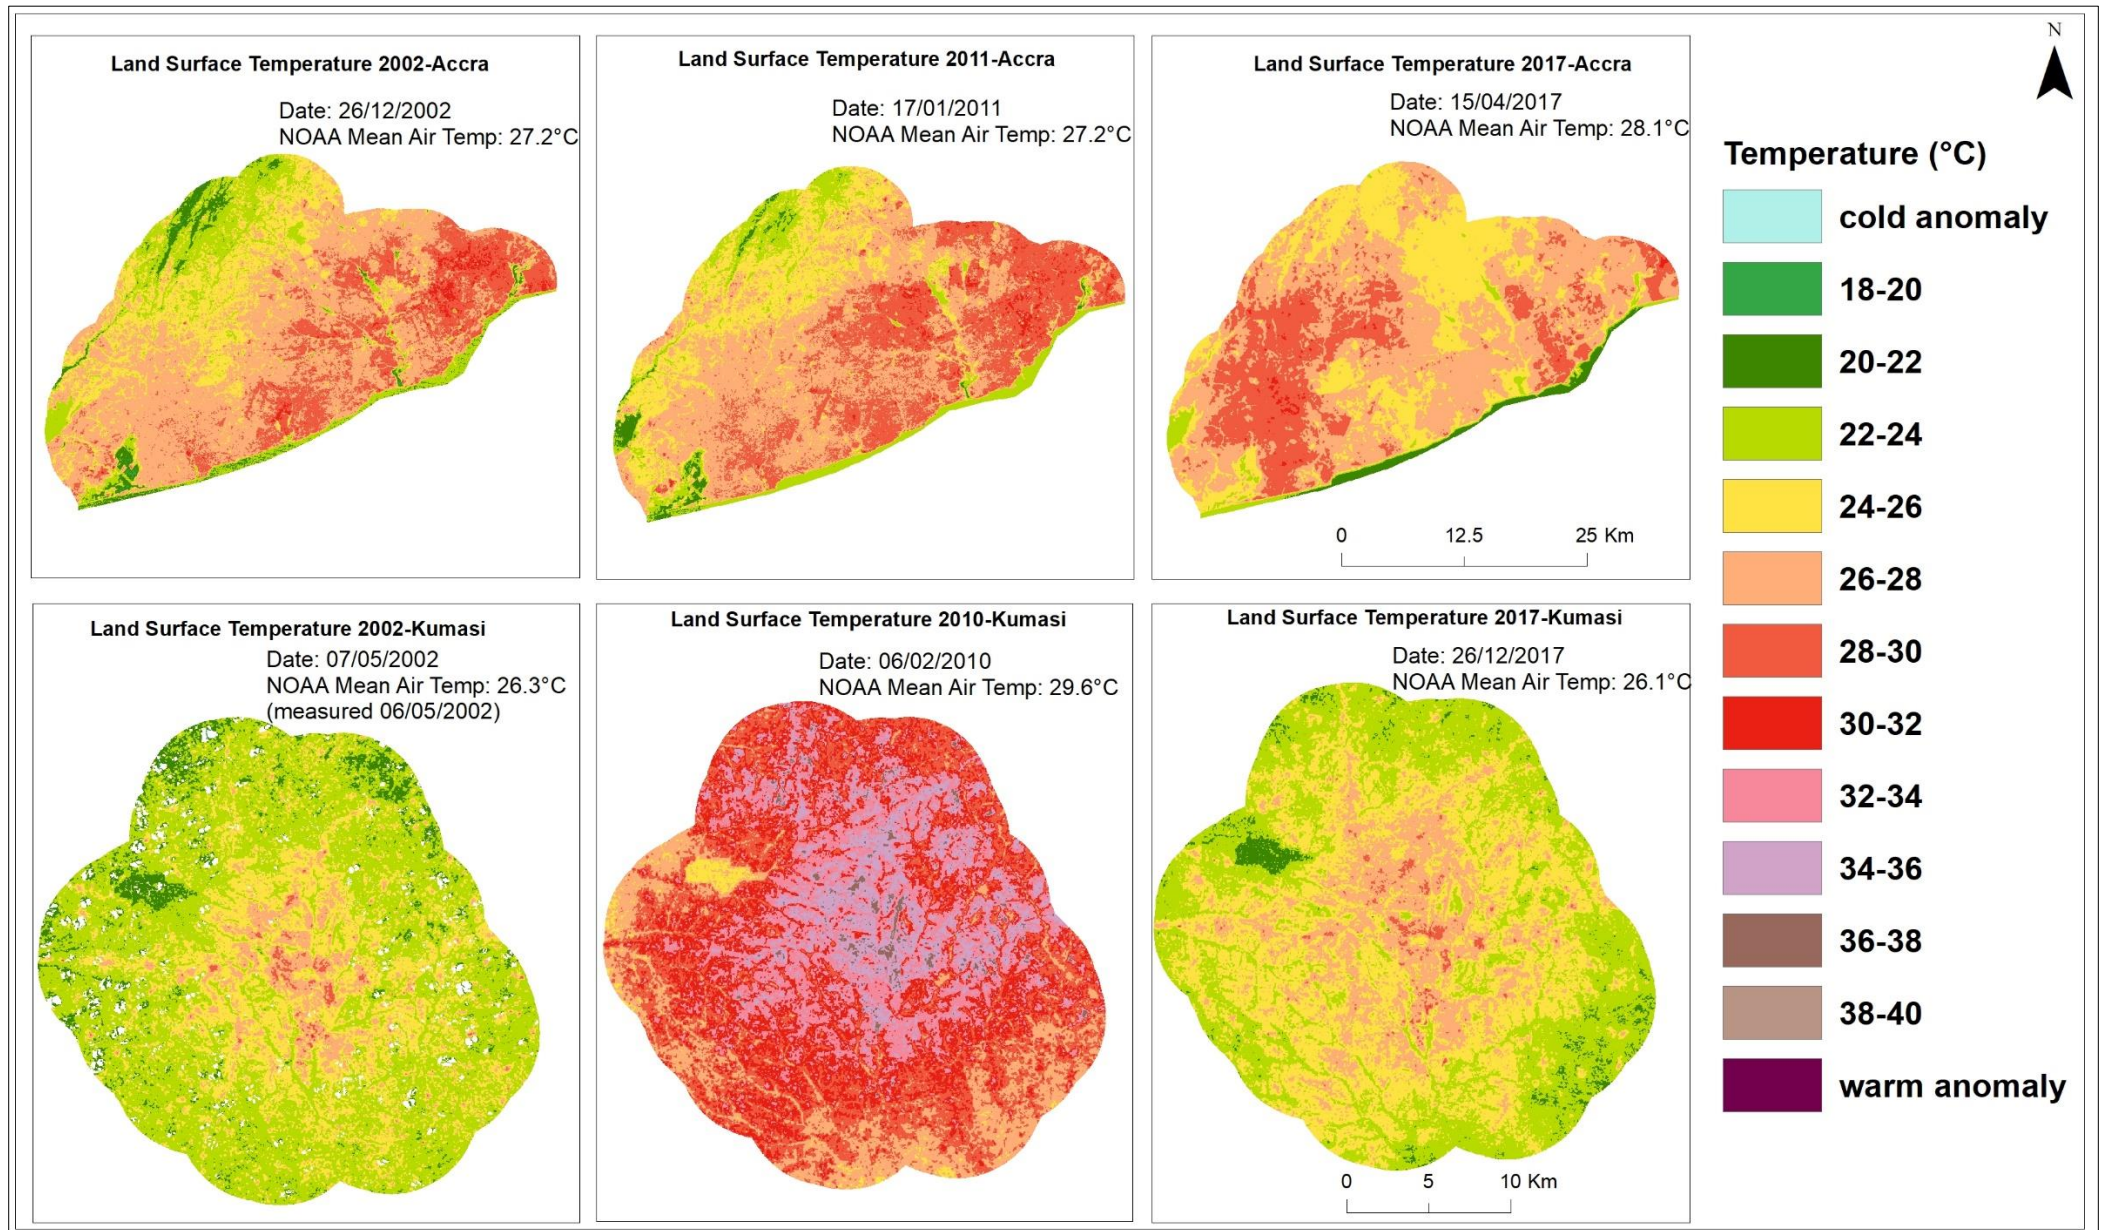 Land Surface Temperature 2002-Accra
Date: 26/12/2002
NOAA Mean Air Temp: 27.2°C
Land Surface Temperature 2011-Accra
Date: 17/01/2011
NOAA Mean Air Temp: 27.2°C
Land Surface Temperature 2017-Accra
Date: 15/04/2017
NOAA Mean Air Temp: 28.1°C
0 12.5 25 Km
Land Surface Temperature 2002-Kumasi
Date: 07/05/2002
NOAA Mean Air Temp: 26.3°C
(measured 06/05/2002)
Land Surface Temperature 2010-Kumasi
Date: 06/02/2010
NOAA Mean Air Temp: 29.6°C
Land Surface Temperature 2017-Kumasi
Date: 26/12/2017
NOAA Mean Air Temp: 26.1°C
0 5 10 Km
N
Temperature (°C)
cold anomaly
18-20
20-22
22-24
24-26
26-28
28-30
30-32
32-34
34-36
36-38
38-40
warm anomaly